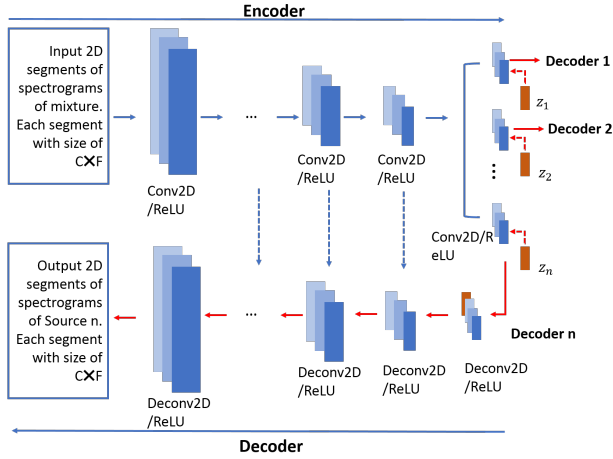 Encoder
Input 2D
segments of
spectrograms
of mixture.
Each segment
with size of
C✕F
...
Conv2D
/ReLU
Conv2D
/ReLU
Conv2D
/ReLU
Decoder 1
z₁
Decoder 2
z₂
...
Conv2D/R
eLU
zₙ
Output 2D
segments of
spectrograms
of Source n.
Each segment
with size of
C✕F
Deconv2D
/ReLU
...
Deconv2D
/ReLU
Deconv2D
/ReLU
Deconv2D
/ReLU
Decoder n
Decoder